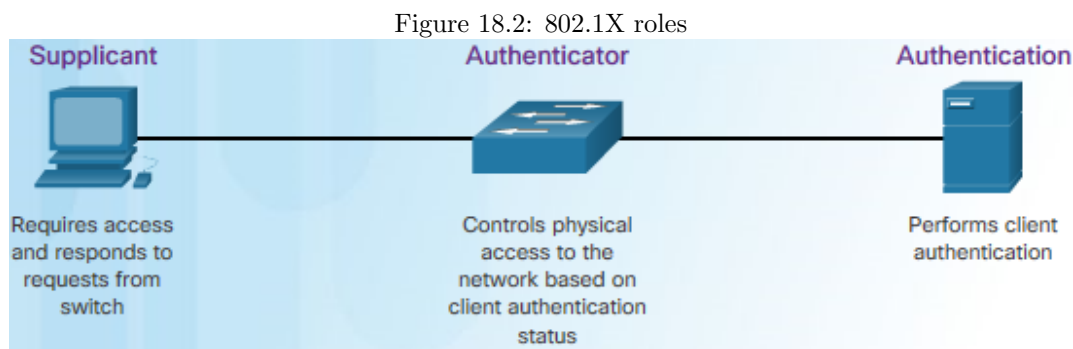 Figure 18.2: 802.1X roles
Supplicant
Authenticator
Authentication
Requires access
and responds to
requests from
switch
Controls physical
access to the
network based on
client authentication
status
Performs client
authentication